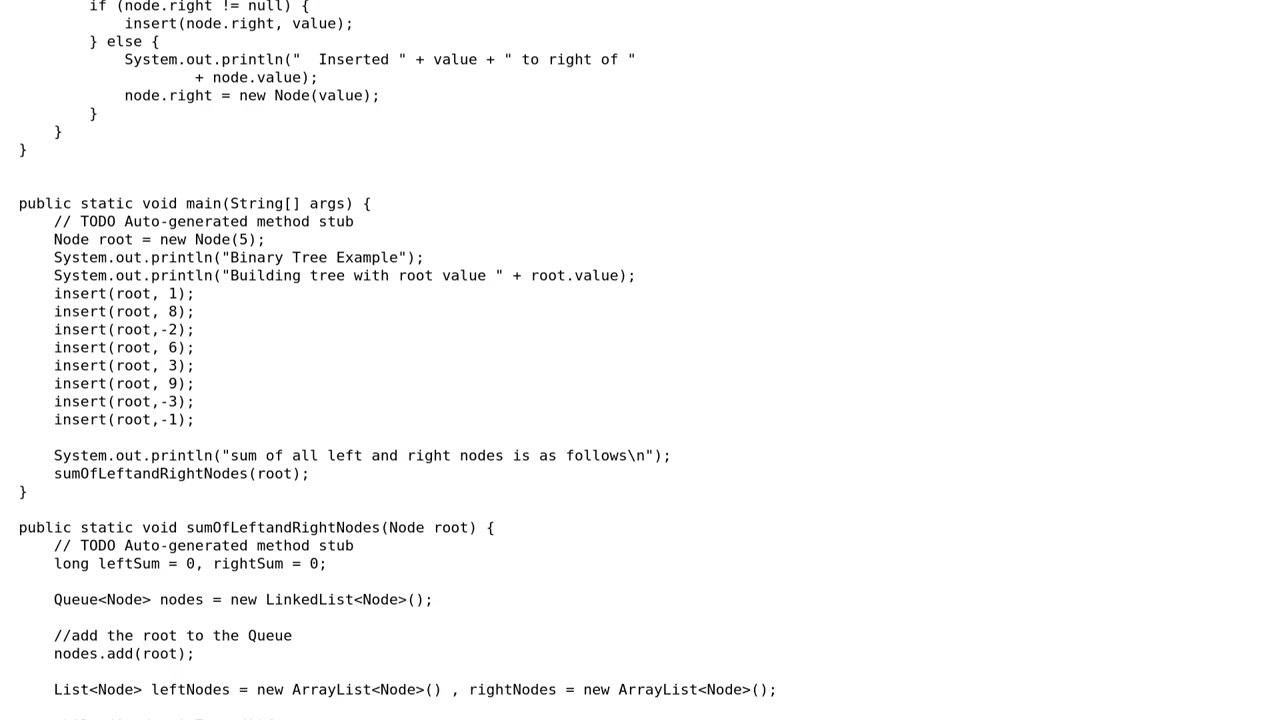 if (node.right != null) {
insert(node.right, value);
} else {
System.out.println("  Inserted " + value + " to right of "
+ node.value);
node.right = new Node(value);
}
}
}
public static void main(String[] args) {
// TODO Auto-generated method stub
Node root = new Node(5);
System.out.println("Binary Tree Example");
System.out.println("Building tree with root value " + root.value);
insert(root, 1);
insert(root, 8);
insert(root,-2);
insert(root, 6);
insert(root, 3);
insert(root, 9);
insert(root,-3);
insert(root,-1);
System.out.println("sum of all left and right nodes is as follows\n");
sumOfLeftandRightNodes(root);
}
public static void sumOfLeftandRightNodes(Node root) {
// TODO Auto-generated method stub
long leftSum = 0, rightSum = 0;
Queue<Node> nodes = new LinkedList<Node>();
//add the root to the Queue
nodes.add(root);
List<Node> leftNodes = new ArrayList<Node>() , rightNodes = new ArrayList<Node>();